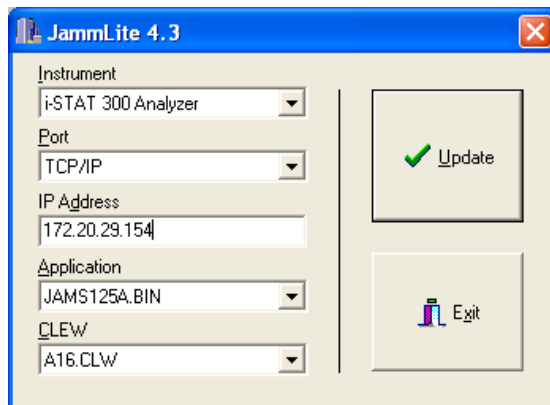 JammLite 4.3
Instrument
i-STAT 300 Analyzer
Port
TCP/IP
IP Address
172.20.29.154
Application
JAMS125A.BIN
CLEW
A16.CLW
Update
Exit